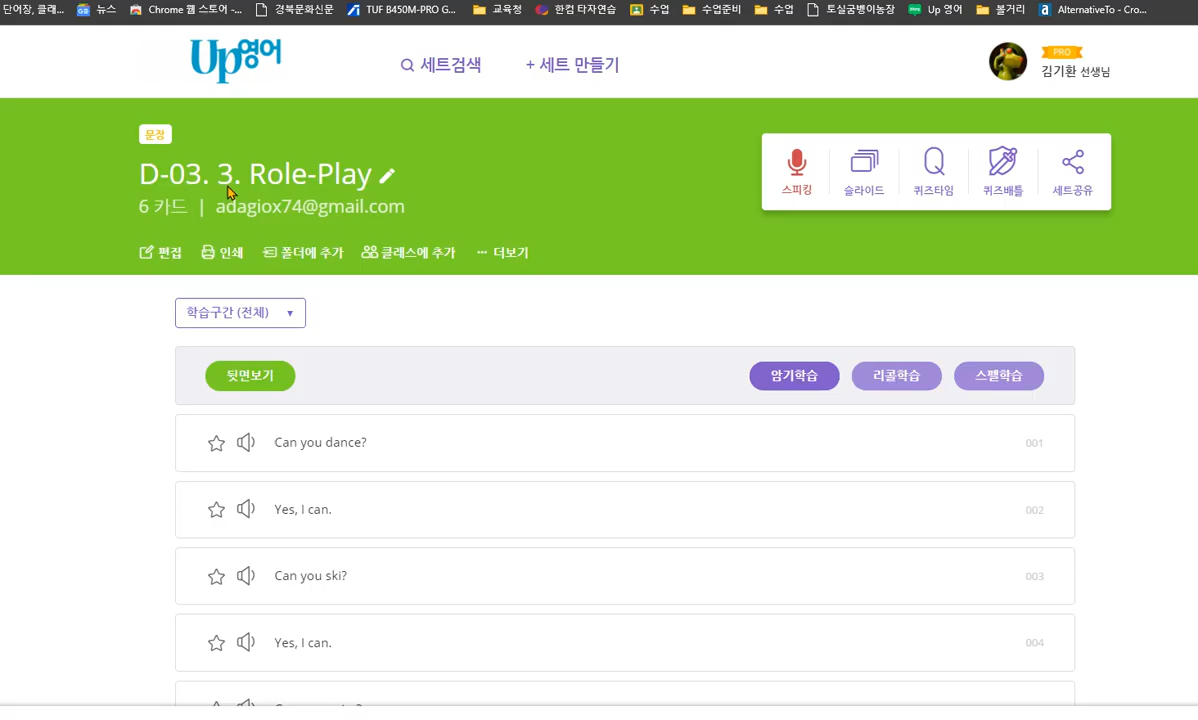 단어장, 클래...
뉴스
Chrome 웹 스토어 -...
경북문화신문
TUF B450M-PRO G...
교육청
한컴 타자연습
수업
수업준비
수업
토실굼벵이농장
Up 영어
볼거리
AlternativeTo - Cro...
Up영어
세트검색
+ 세트 만들기
PRO
김기환 선생님
문장
D-03. 3. Role-Play
6 카드 | adagiox74@gmail.com
스피킹
슬라이드
퀴즈타임
퀴즈배틀
세트공유
편집
인쇄
폴더에 추가
클래스에 추가
··· 더보기
학습구간 (전체) ▼
뒷면보기
암기학습
리콜학습
스펠학습
Can you dance? 001
Yes, I can. 002
Can you ski? 003
Yes, I can. 004